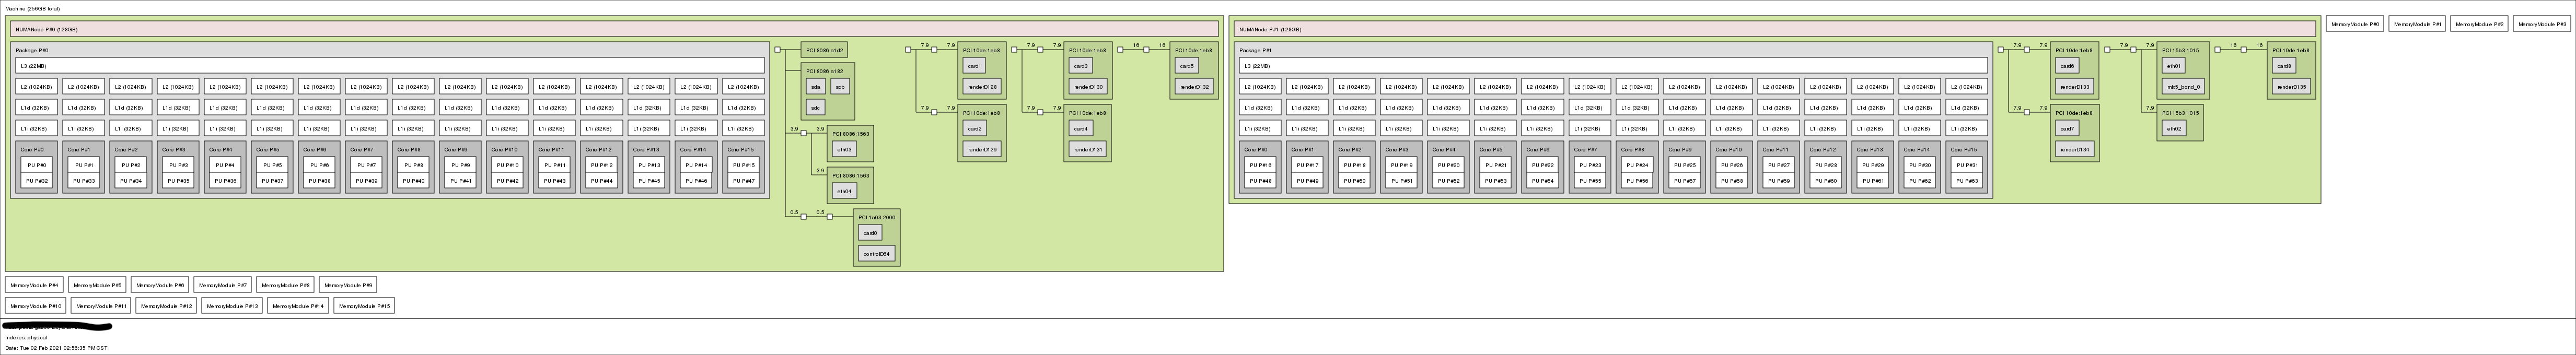 Machine (256GB total)
NUMANode P#0 (128GB)
Package P#0
L3 (22MB)
L2 (1024KB) L2 (1024KB) L2 (1024KB) L2 (1024KB) L2 (1024KB) L2 (1024KB) L2 (1024KB) L2 (1024KB) L2 (1024KB) L2 (1024KB) L2 (1024KB) L2 (1024KB) L2 (1024KB) L2 (1024KB) L2 (1024KB) L2 (1024KB)
L1d (32KB) L1d (32KB) L1d (32KB) L1d (32KB) L1d (32KB) L1d (32KB) L1d (32KB) L1d (32KB) L1d (32KB) L1d (32KB) L1d (32KB) L1d (32KB) L1d (32KB) L1d (32KB) L1d (32KB) L1d (32KB)
L1i (32KB) L1i (32KB) L1i (32KB) L1i (32KB) L1i (32KB) L1i (32KB) L1i (32KB) L1i (32KB) L1i (32KB) L1i (32KB) L1i (32KB) L1i (32KB) L1i (32KB) L1i (32KB) L1i (32KB) L1i (32KB)
Core P#0 Core P#1 Core P#2 Core P#3 Core P#4 Core P#5 Core P#6 Core P#7 Core P#8 Core P#9 Core P#10 Core P#11 Core P#12 Core P#13 Core P#14 Core P#15
PU P#0 PU P#1 PU P#2 PU P#3 PU P#4 PU P#5 PU P#6 PU P#7 PU P#8 PU P#9 PU P#10 PU P#11 PU P#12 PU P#13 PU P#14 PU P#15
PU P#32 PU P#33 PU P#34 PU P#35 PU P#36 PU P#37 PU P#38 PU P#39 PU P#40 PU P#41 PU P#42 PU P#43 PU P#44 PU P#45 PU P#46 PU P#47
PCI 8086:a1d2
PCI 8086:a182
sda sdb
sdc
3.9 3.9 PCI 8086:1563
eth03
3.9 PCI 8086:1563
eth04
0.5 0.5 PCI 1a03:2000
card0
controlD64
7.9 7.9 PCI 10de:1eb8
card1
renderD128
7.9 7.9 PCI 10de:1eb8
card2
renderD129
7.9 7.9 PCI 10de:1eb8
card3
renderD130
7.9 7.9 PCI 10de:1eb8
card4
renderD131
16 16 PCI 10de:1eb8
card5
renderD132
NUMANode P#1 (128GB)
Package P#1
L3 (22MB)
L2 (1024KB) L2 (1024KB) L2 (1024KB) L2 (1024KB) L2 (1024KB) L2 (1024KB) L2 (1024KB) L2 (1024KB) L2 (1024KB) L2 (1024KB) L2 (1024KB) L2 (1024KB) L2 (1024KB) L2 (1024KB) L2 (1024KB) L2 (1024KB)
L1d (32KB) L1d (32KB) L1d (32KB) L1d (32KB) L1d (32KB) L1d (32KB) L1d (32KB) L1d (32KB) L1d (32KB) L1d (32KB) L1d (32KB) L1d (32KB) L1d (32KB) L1d (32KB) L1d (32KB) L1d (32KB)
L1i (32KB) L1i (32KB) L1i (32KB) L1i (32KB) L1i (32KB) L1i (32KB) L1i (32KB) L1i (32KB) L1i (32KB) L1i (32KB) L1i (32KB) L1i (32KB) L1i (32KB) L1i (32KB) L1i (32KB) L1i (32KB)
Core P#0 Core P#1 Core P#2 Core P#3 Core P#4 Core P#5 Core P#6 Core P#7 Core P#8 Core P#9 Core P#10 Core P#11 Core P#12 Core P#13 Core P#14 Core P#15
PU P#16 PU P#17 PU P#18 PU P#19 PU P#20 PU P#21 PU P#22 PU P#23 PU P#24 PU P#25 PU P#26 PU P#27 PU P#28 PU P#29 PU P#30 PU P#31
PU P#48 PU P#49 PU P#50 PU P#51 PU P#52 PU P#53 PU P#54 PU P#55 PU P#56 PU P#57 PU P#58 PU P#59 PU P#60 PU P#61 PU P#62 PU P#63
7.9 7.9 PCI 10de:1eb8
card6
renderD133
7.9 7.9 PCI 10de:1eb8
card7
renderD134
7.9 7.9 PCI 15b3:1015
eth01
mlx5_bond_0
7.9 PCI 15b3:1015
eth02
16 16 PCI 10de:1eb8
card8
renderD135
MemoryModule P#0 MemoryModule P#1 MemoryModule P#2 MemoryModule P#3
MemoryModule P#4 MemoryModule P#5 MemoryModule P#6 MemoryModule P#7 MemoryModule P#8 MemoryModule P#9
MemoryModule P#10 MemoryModule P#11 MemoryModule P#12 MemoryModule P#13 MemoryModule P#14 MemoryModule P#15
Indexes: physical
Date: Tue 02 Feb 2021 02:56:35 PM CST